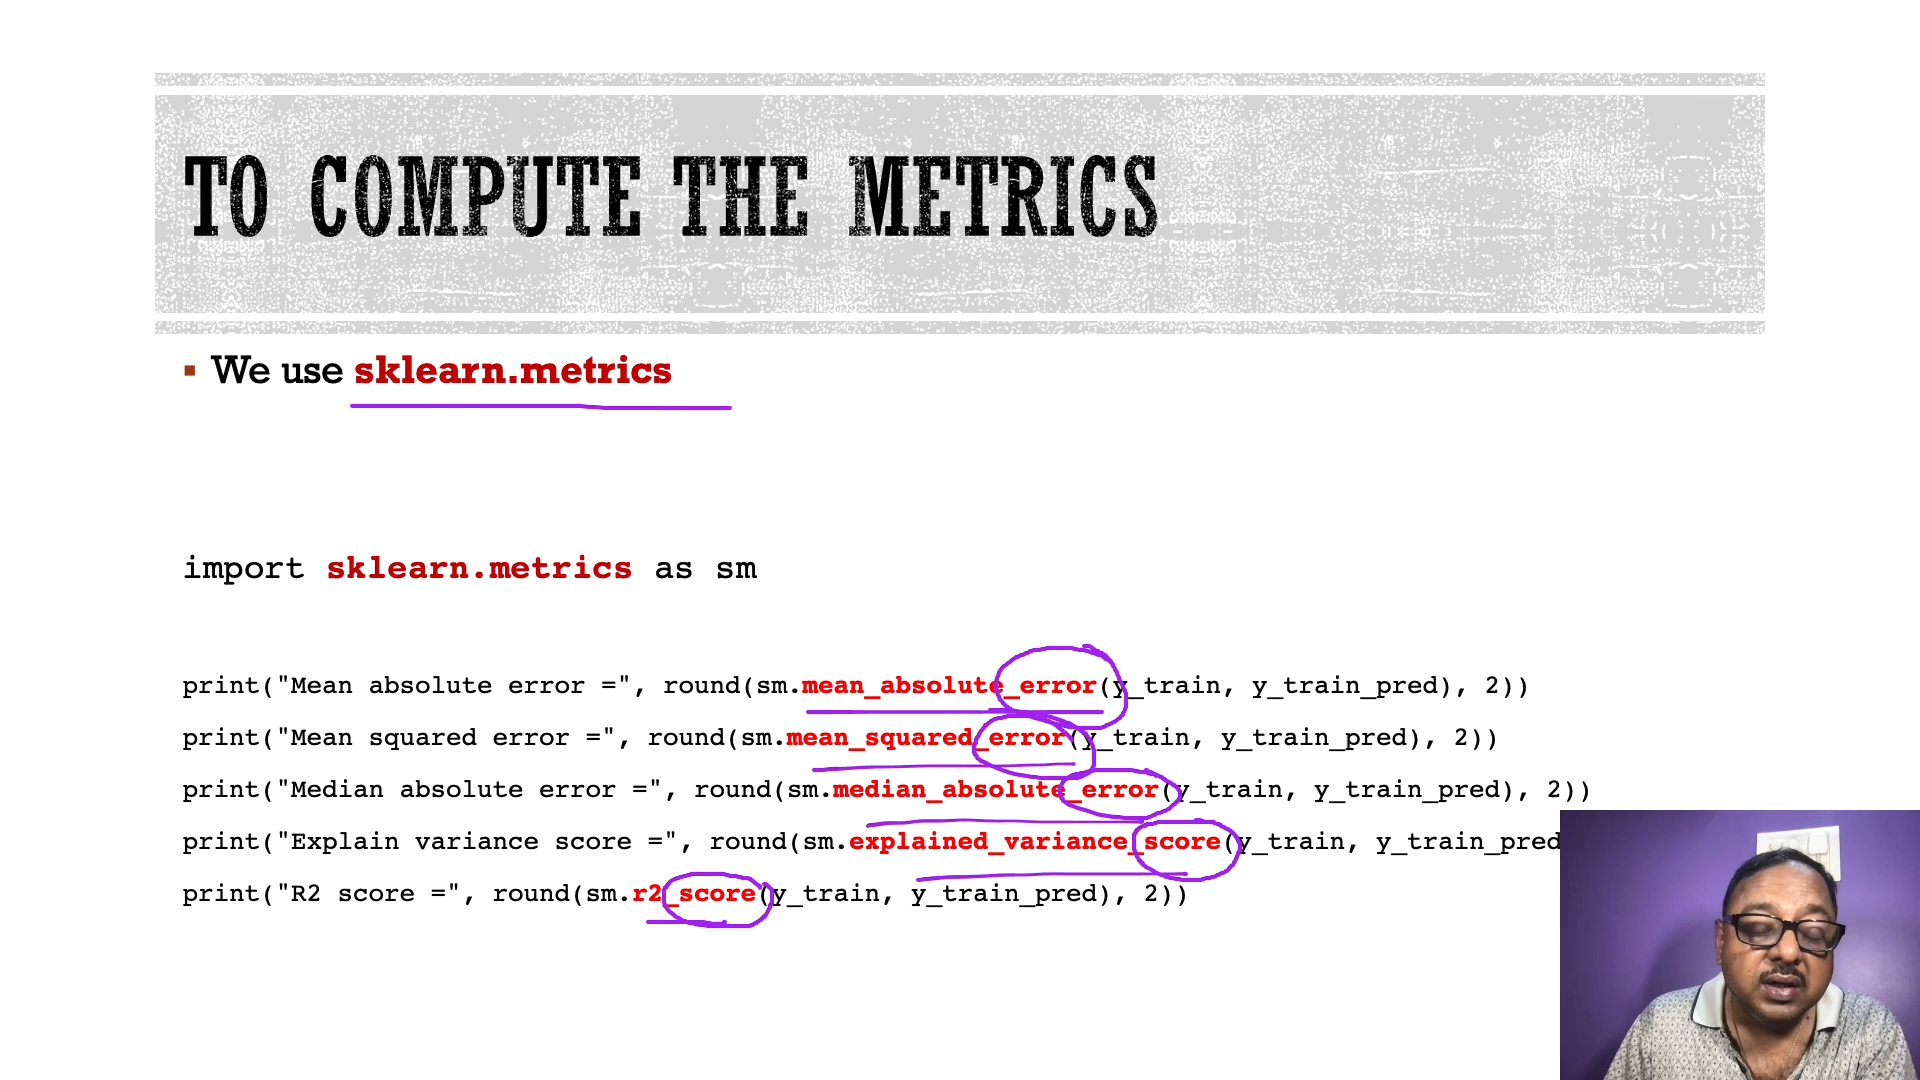 TO COMPUTE THE METRICS
▪ We use sklearn.metrics
import sklearn.metrics as sm
print("Mean absolute error =", round(sm.mean_absolute_error(y_train, y_train_pred), 2))
print("Mean squared error =", round(sm.mean_squared_error(y_train, y_train_pred), 2))
print("Median absolute error =", round(sm.median_absolute_error(y_train, y_train_pred), 2))
print("Explain variance score =", round(sm.explained_variance_score(y_train, y_train_pred
print("R2 score =", round(sm.r2_score(y_train, y_train_pred), 2))